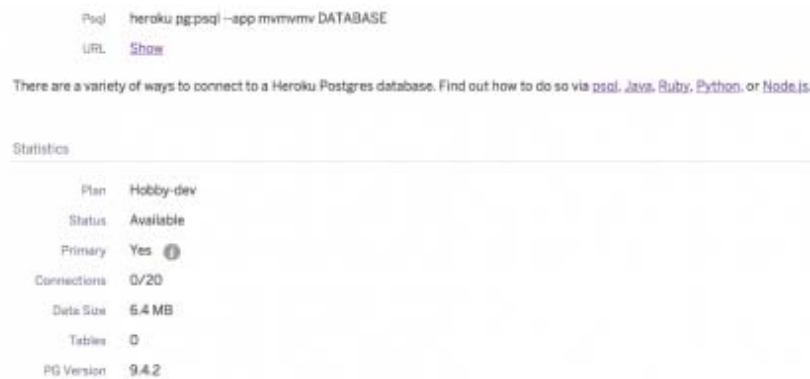 Psql heroku pg:psql --app mvmvmv DATABASE
URL Show
There are a variety of ways to connect to a Heroku Postgres database. Find out how to do so via psql, Java, Ruby, Python, or Node.js
Statistics
Plan Hobby-dev
Status Available
Primary Yes i
Connections 0/20
Data Size 6.4 MB
Tables 0
PG Version 9.4.2